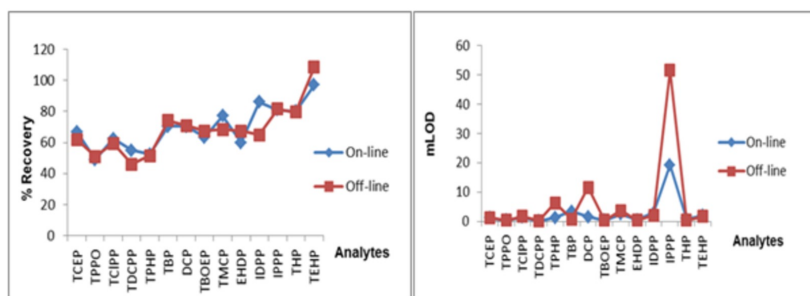 120
100
80
60
40
20
0
% Recovery
On-line
Off-line
TCEP
TPPO
TCIPP
TDCPP
TPHP
TBP
DCP
TBOEP
TMCP
EHDP
IDPP
IPPP
THP
TEHP
Analytes
60
50
40
30
20
10
0
mLOD
On-line
Off-line
TCEP
TPPO
TCIPP
TDCPP
TPHP
TBP
DCP
TBOEP
TMCP
EHDP
IDPP
IPPP
THP
TEHP
Analytes